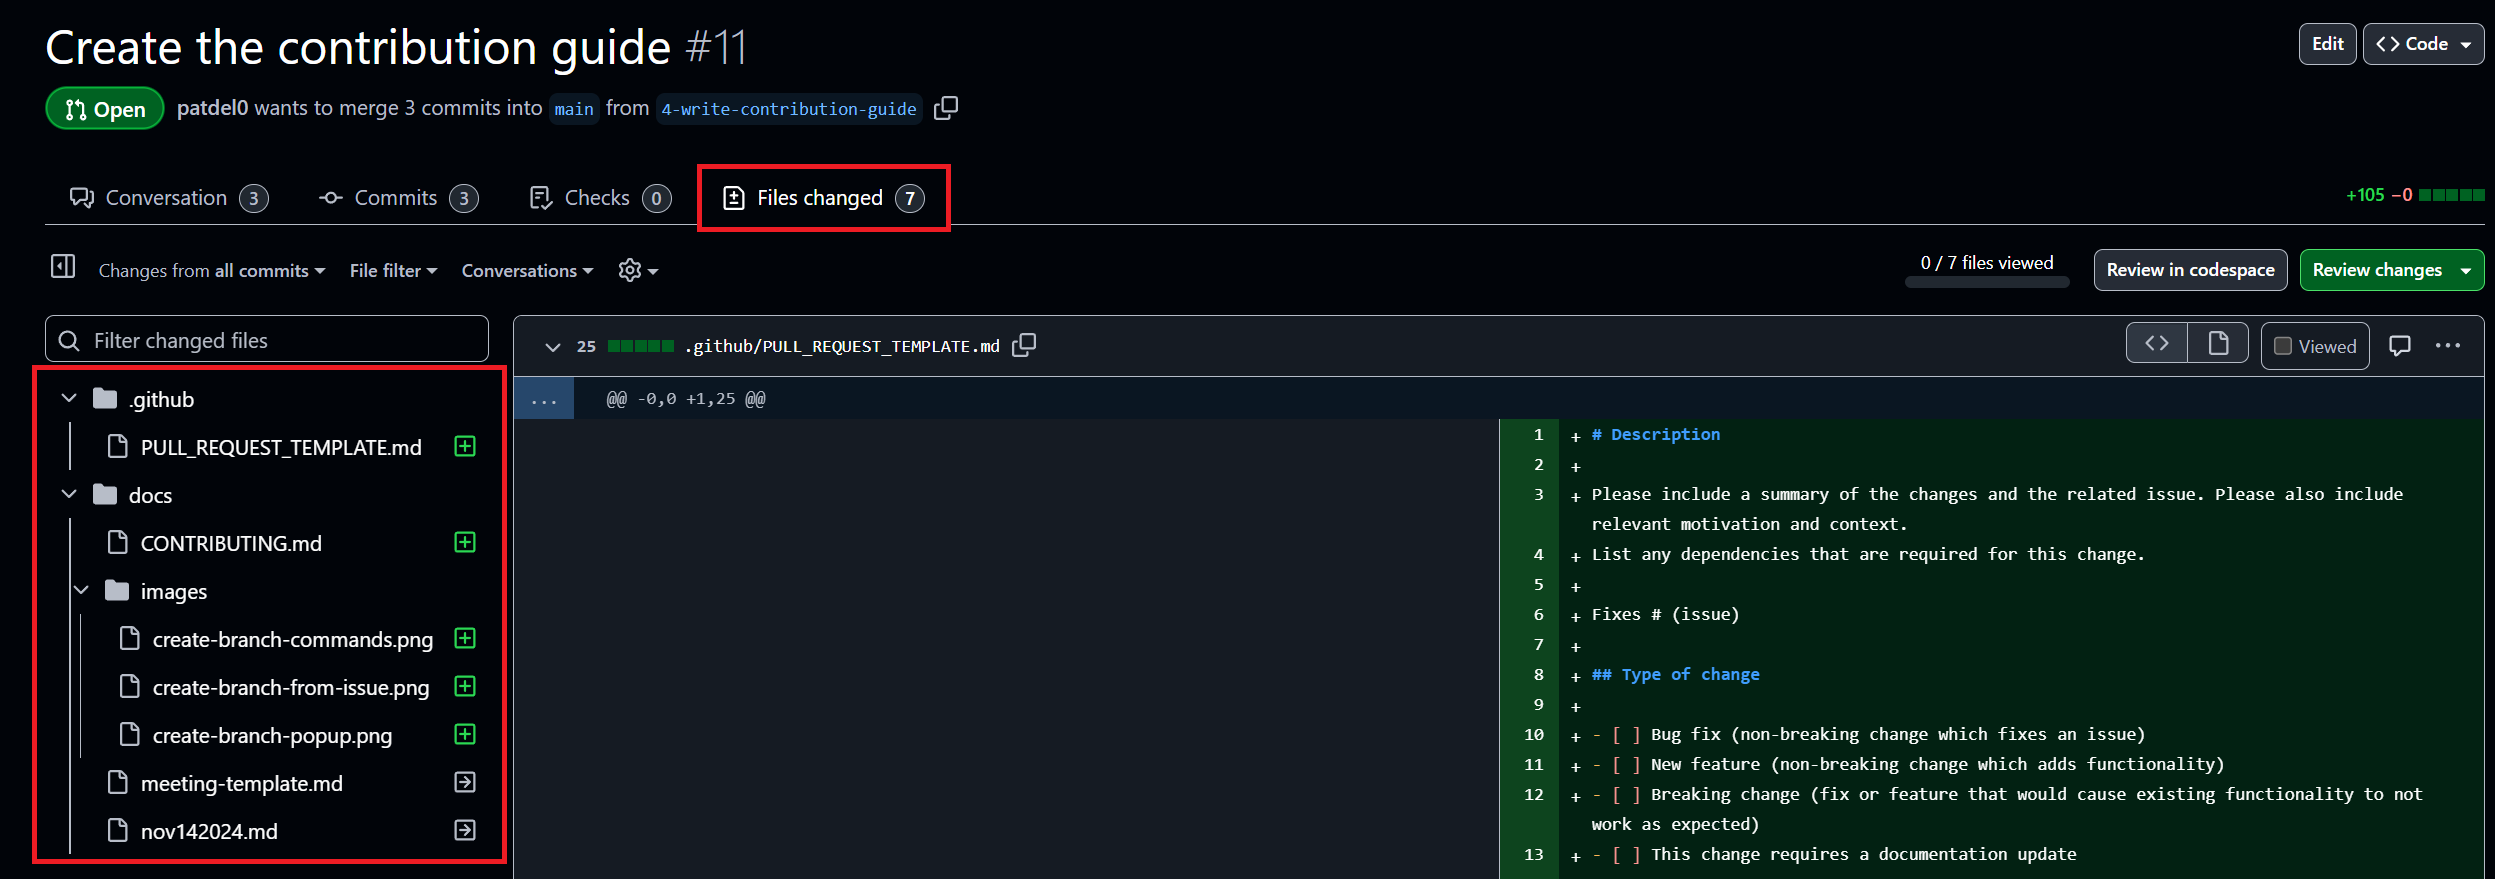 Create the contribution guide #11
Edit
<> Code
Open
patdel0 wants to merge 3 commits into main from 4-write-contribution-guide
Conversation 3
Commits 3
Checks 0
Files changed 7
+105 −0
Changes from all commits
File filter
Conversations
0 / 7 files viewed
Review in codespace
Review changes
Filter changed files
.github
PULL_REQUEST_TEMPLATE.md
docs
CONTRIBUTING.md
images
create-branch-commands.png
create-branch-from-issue.png
create-branch-popup.png
meeting-template.md
nov142024.md
25 .github/PULL_REQUEST_TEMPLATE.md
Viewed
...
@@ -0,0 +1,25 @@
1 + # Description
2 +
3 + Please include a summary of the changes and the related issue. Please also include
relevant motivation and context.
4 + List any dependencies that are required for this change.
5 +
6 + Fixes # (issue)
7 +
8 + ## Type of change
9 +
10 + - [ ] Bug fix (non-breaking change which fixes an issue)
11 + - [ ] New feature (non-breaking change which adds functionality)
12 + - [ ] Breaking change (fix or feature that would cause existing functionality to not
work as expected)
13 + - [ ] This change requires a documentation update